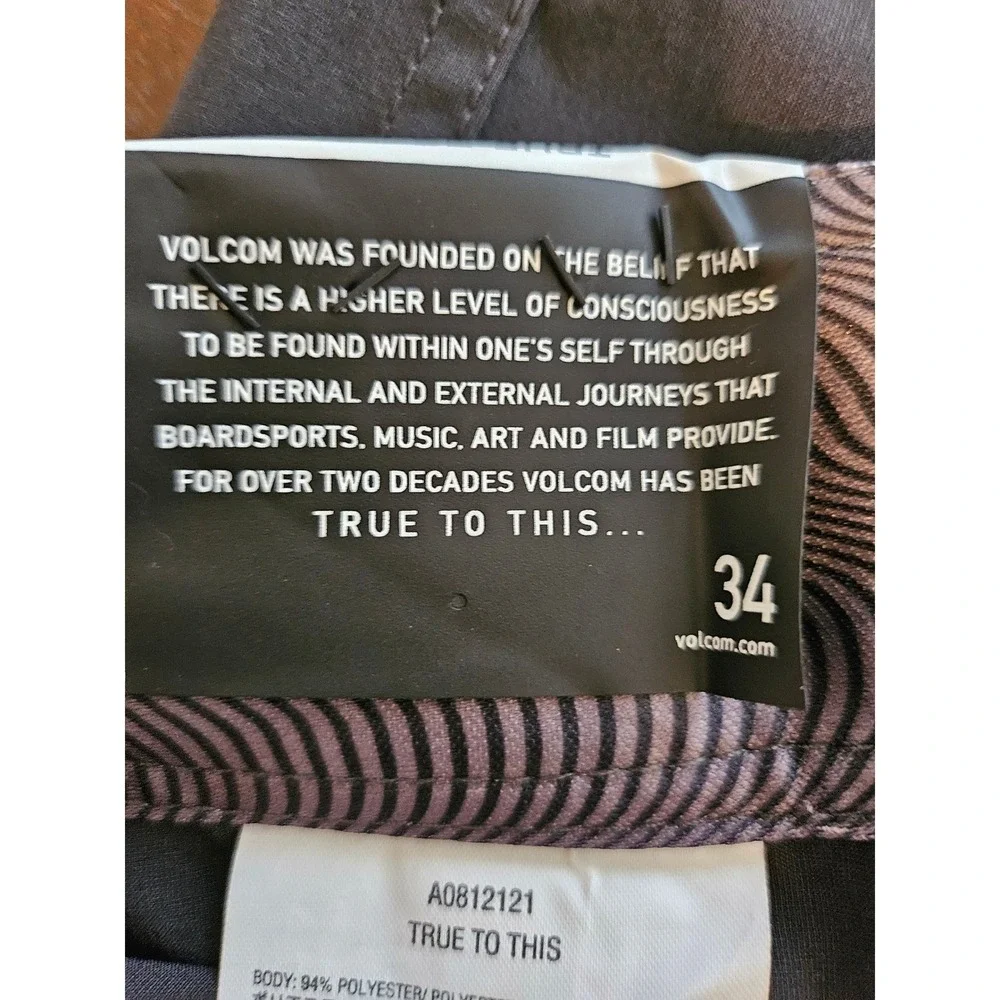 VOLCOM WAS FOUNDED ON THE BELIEF THAT
THERE IS A HIGHER LEVEL OF CONSCIOUSNESS
TO BE FOUND WITHIN ONE'S SELF THROUGH
THE INTERNAL AND EXTERNAL JOURNEYS THAT
BOARDSPORTS, MUSIC, ART AND FILM PROVIDE.
FOR OVER TWO DECADES VOLCOM HAS BEEN
TRUE TO THIS...
34
volcom.com
A0812121
TRUE TO THIS
BODY: 94% POLYESTER/